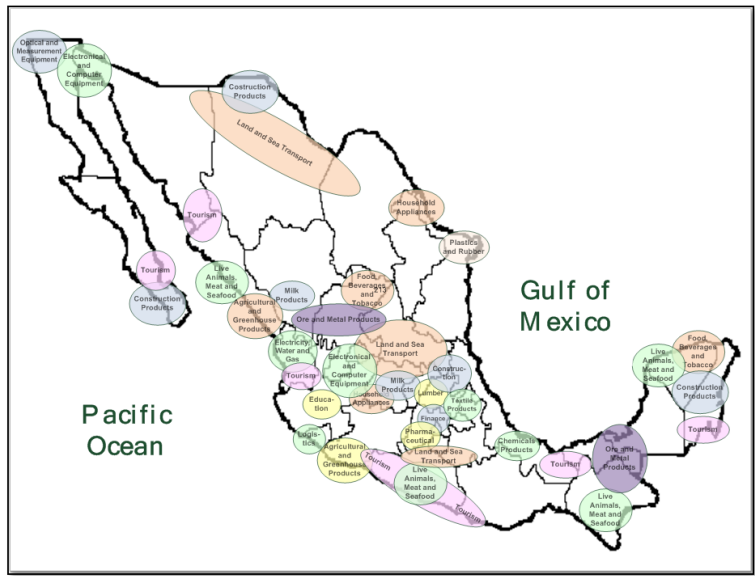 Optical and
Measurement
Equipment
Electronical
and
Computer
Equipment
Costruction
Products
Land and Sea Transport
Household
Appliances
Tourism
Plastics
and Rubber
Tourism
Construction
Products
Live
Animals,
Meat and
Seafood
Agricultural
and
Greenhouse
Products
Milk
Products
Food,
Beverages
and
Tobacco
Ore and Metal Products
Gulf of
Mexico
Electricity,
Water and
Gas
Tourism
Electronical
and
Computer
Equipment
Land and Sea
Transport
Milk
Products
Construc-
tion
Household
Appliances
Lumber
Textile
Products
Finance
Educa-
tion
Pharma-
ceutical
Logis-
tics
Agricultural
and
Greenhouse
Products
Land and Sea
Transport
Tourism
Live
Animals,
Meat and
Seafood
Tourism
Pacific
Ocean
Chemicals
Products
Tourism
Ore and
Metal
Products
Live
Animals,
Meat and
Seafood
Live
Animals,
Meat and
Seafood
Food,
Beverages
and
Tobacco
Construction
Products
Tourism